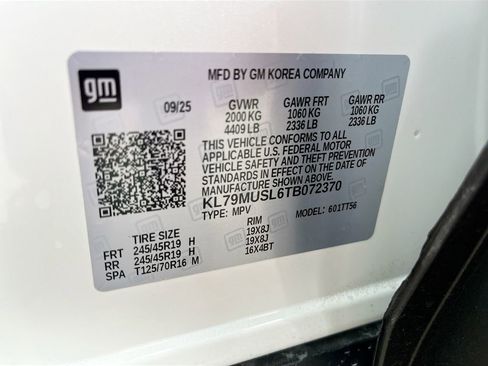 gm
MFD BY GM KOREA COMPANY
09/25 GVWR GAWR FRT GAWR RR
2000 KG 1060 KG 1060 KG
4409 LB 2336 LB 2336 LB
THIS VEHICLE CONFORMS TO ALL
APPLICABLE U.S. FEDERAL MOTOR
VEHICLE SAFETY, BUMPER, AND THEFT PREVENTION
STANDARDS IN EFFECT ON THE DATE
OF MANUFACTURE SHOWN ABOVE.
KL79MUSL6TB072370
TYPE: MPV MODEL: 601TT56
TIRE SIZE RIM
FRT 245/45R19 H 19X8J
RR 245/45R19 H 19X8J
SPA T125/70R16 M 16X4BT